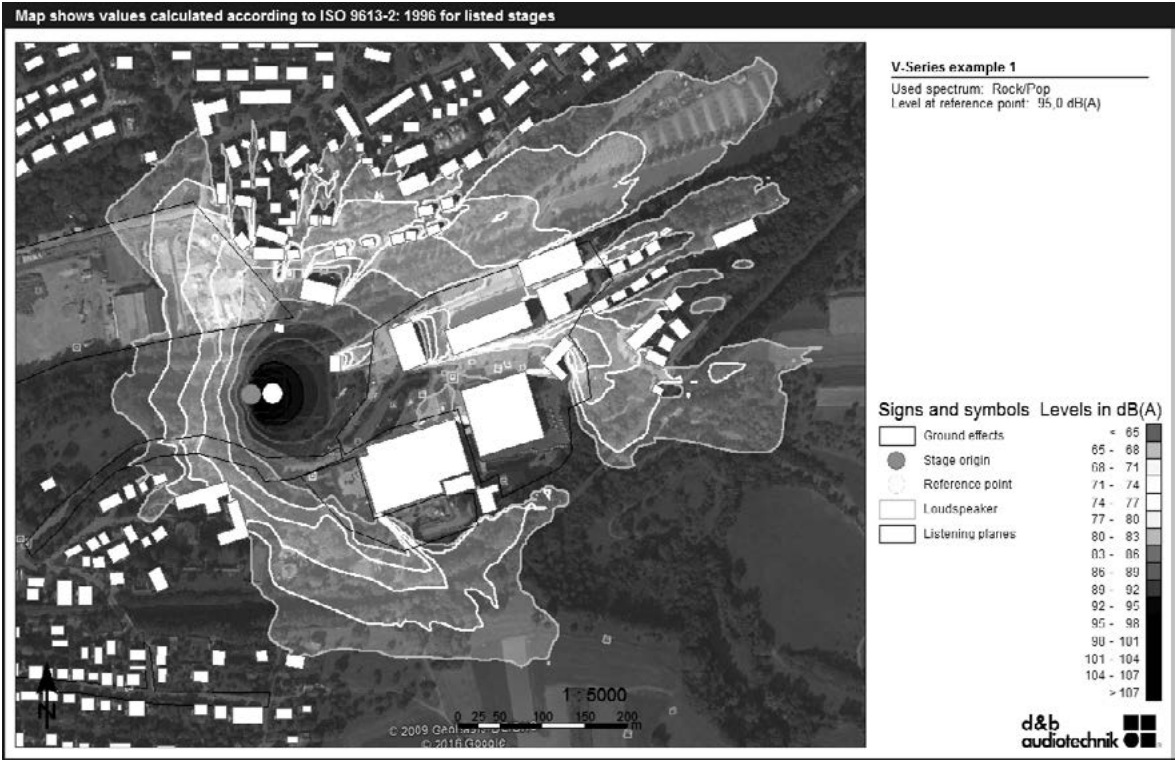 Map shows values calculated according to ISO 9613-2: 1996 for listed stages
V-Series example 1
Used spectrum: Rock/Pop
Level at reference point: 95,0 dB(A)
Signs and symbols
Ground effects
Stage origin
Reference point
Loudspeaker
Listening planes
Levels in dB(A)
< 65
65 - 68
68 - 71
71 - 74
74 - 77
77 - 80
80 - 83
83 - 86
86 - 89
89 - 92
92 - 95
95 - 98
98 - 101
101 - 104
104 - 107
> 107
N
1 : 5000
0 25 50 100 150 200
m
© 2009
© 2016 Google
d&b
audiotechnik